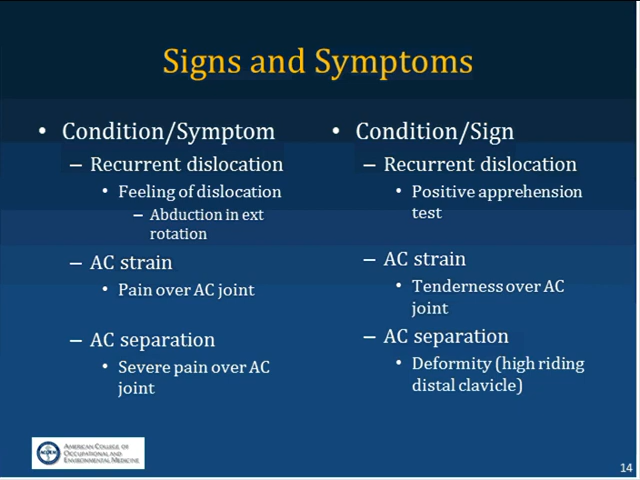 Signs and Symptoms
• Condition/Symptom
– Recurrent dislocation
• Feeling of dislocation
– Abduction in ext
rotation
– AC strain
• Pain over AC joint
– AC separation
• Severe pain over AC
joint
• Condition/Sign
– Recurrent dislocation
• Positive apprehension
test
– AC strain
• Tenderness over AC
joint
– AC separation
• Deformity (high riding
distal clavicle)
AMERICAN COLLEGE OF
OCCUPATIONAL AND
ENVIRONMENTAL MEDICINE
14